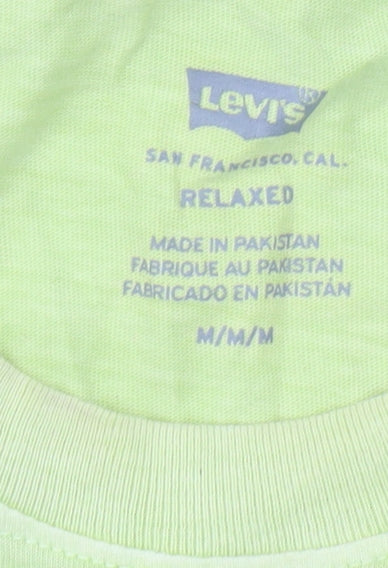 Levi's®
SAN FRANCISCO, CAL.
RELAXED
MADE IN PAKISTAN
FABRIQUE AU PAKISTAN
FABRICADO EN PAKISTÁN
M/M/M